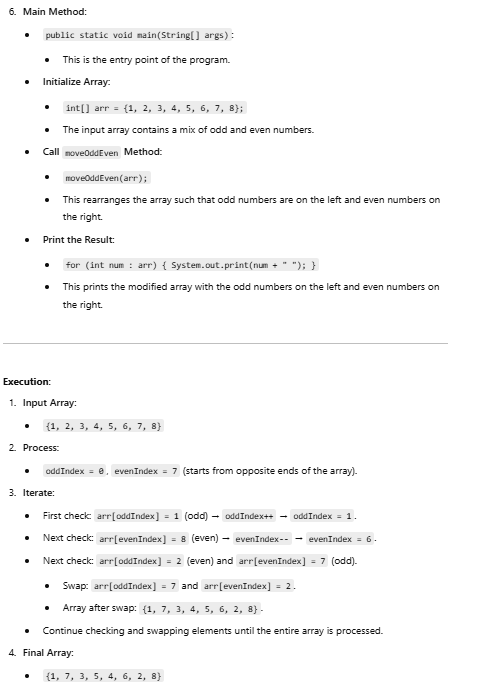 6. Main Method:
• public static void main(String[] args):
• This is the entry point of the program.
• Initialize Array:
• int[] arr = {1, 2, 3, 4, 5, 6, 7, 8};
• The input array contains a mix of odd and even numbers.
• Call moveOddEven Method:
• moveOddEven(arr);
• This rearranges the array such that odd numbers are on the left and even numbers on
the right.
• Print the Result:
• for (int num : arr) { System.out.print(num + " "); }
• This prints the modified array with the odd numbers on the left and even numbers on
the right.
Execution:
1. Input Array:
• {1, 2, 3, 4, 5, 6, 7, 8}
2. Process:
• oddIndex = 0, evenIndex = 7 (starts from opposite ends of the array).
3. Iterate:
• First check: arr[oddIndex] = 1 (odd) → oddIndex++ → oddIndex = 1.
• Next check: arr[evenIndex] = 8 (even) → evenIndex-- → evenIndex = 6.
• Next check: arr[oddIndex] = 2 (even) and arr[evenIndex] = 7 (odd).
• Swap: arr[oddIndex] = 7 and arr[evenIndex] = 2.
• Array after swap: {1, 7, 3, 4, 5, 6, 2, 8}.
• Continue checking and swapping elements until the entire array is processed.
4. Final Array:
• {1, 7, 3, 5, 4, 6, 2, 8}